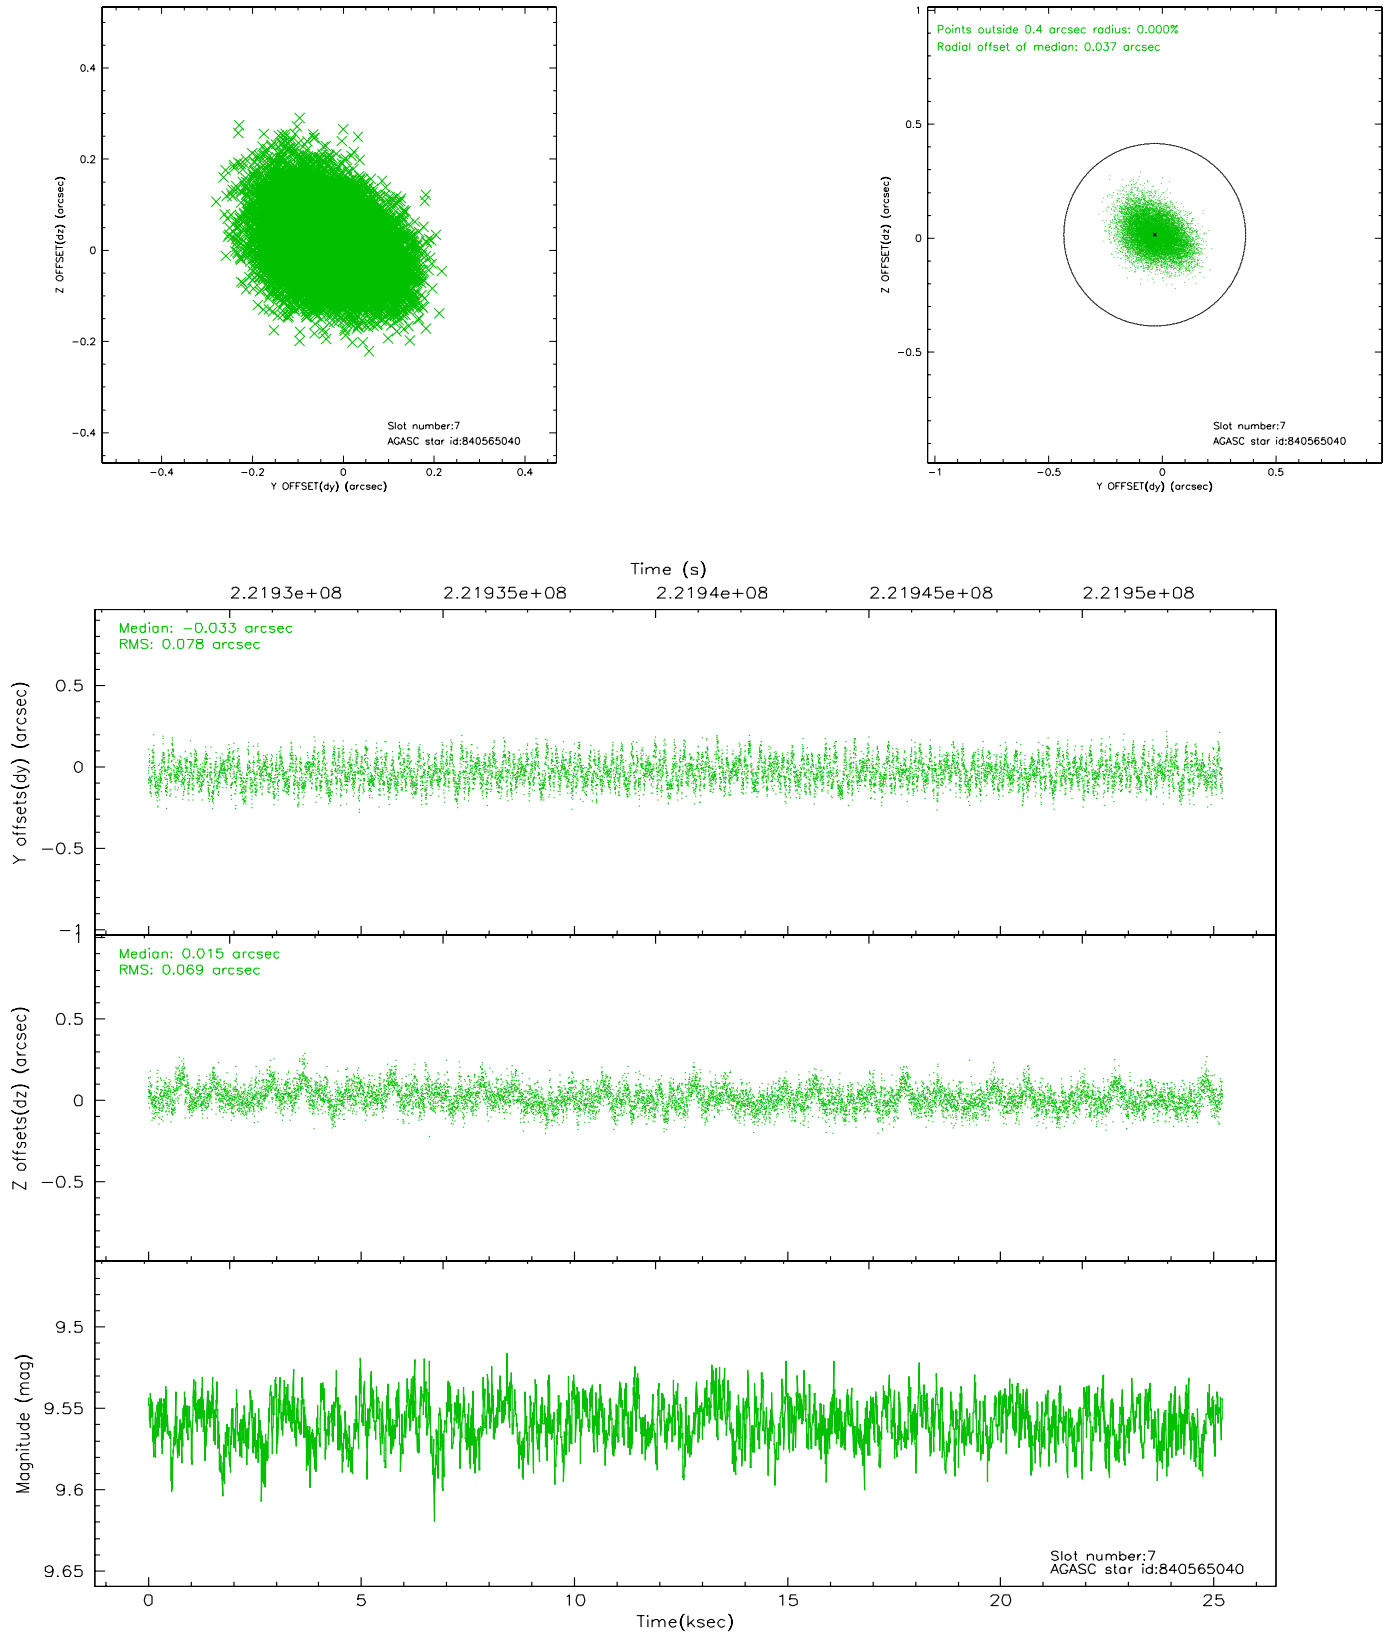 0.4
0.2
0
−0.2
−0.4
Z OFFSET(dz) (arcsec)
Slot number:7
AGASC star id:840565040
−0.4 −0.2 0 0.2 0.4
Y OFFSET(dy) (arcsec)
Points outside 0.4 arcsec radius: 0.000%
Radial offset of median: 0.037 arcsec
1
0.5
0
−0.5
Z OFFSET(dz) (arcsec)
Slot number:7
AGASC star id:840565040
−1 −0.5 0 0.5
Y OFFSET(dy) (arcsec)
Time (s)
2.2193e+08 2.21935e+08 2.2194e+08 2.21945e+08 2.2195e+08
Median: −0.033 arcsec
RMS: 0.078 arcsec
0.5
0
−0.5
−1
Y offsets(dy) (arcsec)
Median: 0.015 arcsec
RMS: 0.069 arcsec
1
0.5
0
−0.5
Z offsets(dz) (arcsec)
9.5
9.55
9.6
9.65
Magnitude (mag)
Slot number:7
AGASC star id:840565040
0 5 10 15 20 25
Time(ksec)